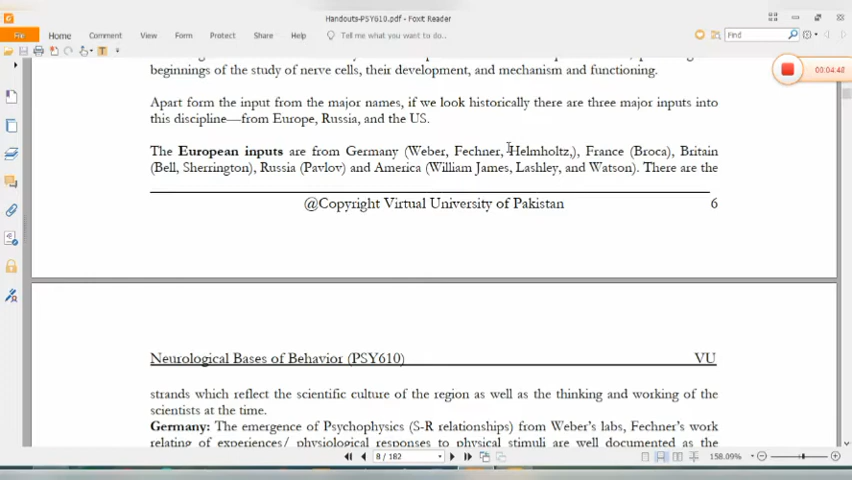 Handouts-PSY610.pdf - Foxit Reader
File Home Comment View Form Protect Share Help Tell me what you want to do... Find
00:04:48
beginnings of the study of nerve cells, their development, and mechanism and functioning.
Apart form the input from the major names, if we look historically there are three major inputs into
this discipline—from Europe, Russia, and the US.
The European inputs are from Germany (Weber, Fechner, Helmholtz,), France (Broca), Britain
(Bell, Sherrington), Russia (Pavlov) and America (William James, Lashley, and Watson). There are the
@Copyright Virtual University of Pakistan 6
Neurological Bases of Behavior (PSY610) VU
strands which reflect the scientific culture of the region as well as the thinking and working of the
scientists at the time.
Germany: The emergence of Psychophysics (S-R relationships) from Weber's labs, Fechner's work
relating of experiences/ physiological responses to physical stimuli are well documented as the
8 / 182 158.09%